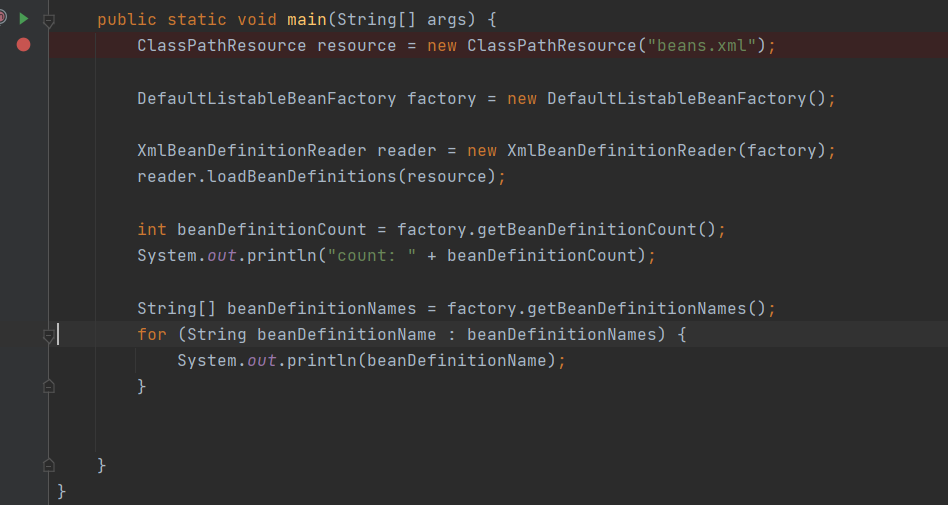 public static void main(String[] args) {
ClassPathResource resource = new ClassPathResource("beans.xml");
DefaultListableBeanFactory factory = new DefaultListableBeanFactory();
XmlBeanDefinitionReader reader = new XmlBeanDefinitionReader(factory);
reader.loadBeanDefinitions(resource);
int beanDefinitionCount = factory.getBeanDefinitionCount();
System.out.println("count: " + beanDefinitionCount);
String[] beanDefinitionNames = factory.getBeanDefinitionNames();
for (String beanDefinitionName : beanDefinitionNames) {
System.out.println(beanDefinitionName);
}
}
}